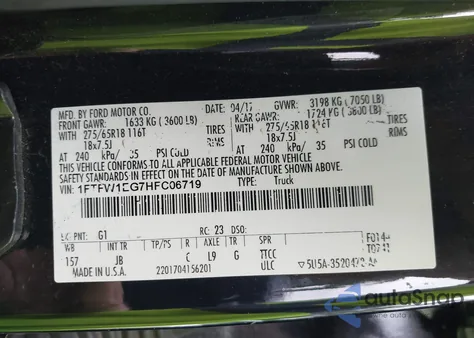 MFD. BY FORD MOTOR CO.
DATE: 04/17 GVWR: 3198 KG ( 7050 LB)
FRONT GAWR: 1633 KG ( 3600 LB) REAR GAWR: 1724 KG ( 3800 LB)
275/65R18 116T RIMS 275/65R18 116T RIMS
18x7.5J 18x7.5J
AT 240 kPa/ 35 PSI COLD AT 240 kPa/ 35 PSI COLD
THIS VEHICLE CONFORMS TO ALL APPLICABLE FEDERAL MOTOR VEHICLE
SAFETY STANDARDS IN EFFECT ON THE DATE OF MANUFACTURE SHOWN ABOVE.
VIN: 1FTFW1EG7HFC06719 TYPE: Truck
EXT PNT: G1 RC: 23 DSO:
WB INT TR TP/PS R AXLE TR SPR F0144
157 JB C L9 G TTCC
MADE IN U.S.A. 2201704156201 ULC
autoSnap